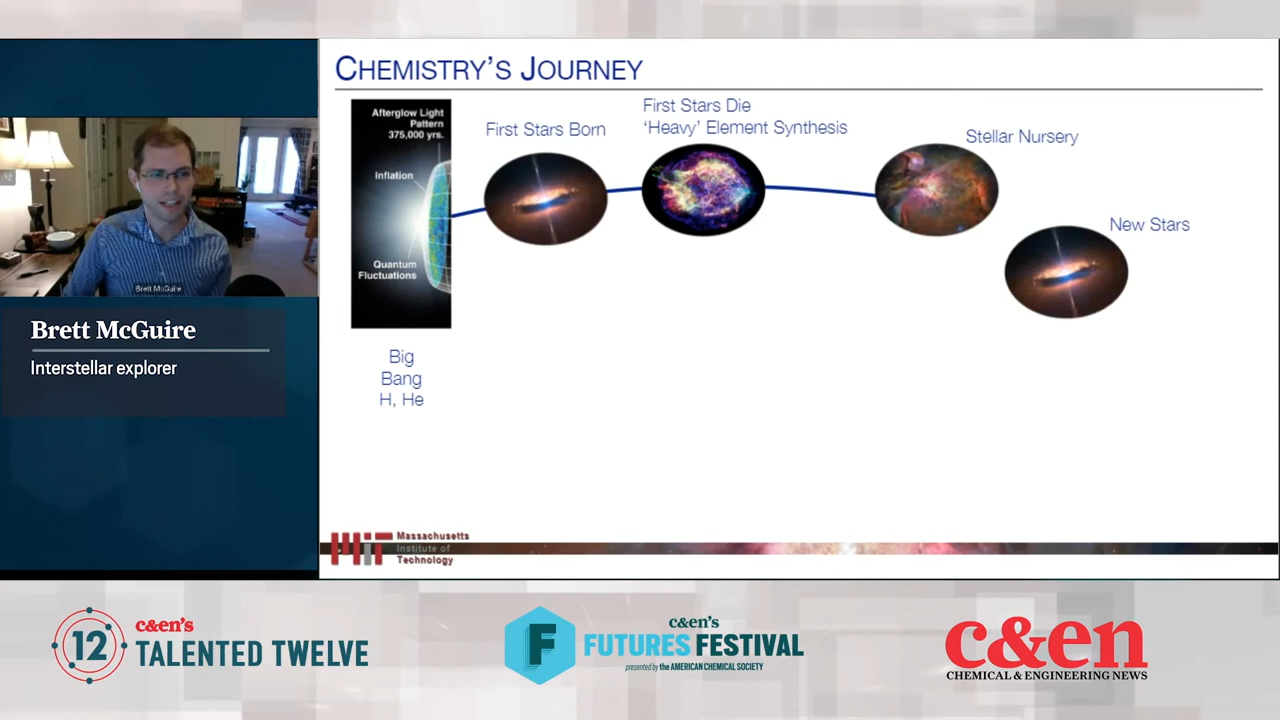 CHEMISTRY'S JOURNEY
Afterglow Light
Pattern
375,000 yrs.
Inflation
Quantum
Fluctuations
Big
Bang
H, He
First Stars Born
First Stars Die
'Heavy' Element Synthesis
Stellar Nursery
New Stars
Brett McGuire
Brett McGuire
Interstellar explorer
MIT
Massachusetts
Institute of
Technology
12
c&en's
TALENTED TWELVE
F
c&en's
FUTURES FESTIVAL
presented by the AMERICAN CHEMICAL SOCIETY
c&en
CHEMICAL & ENGINEERING NEWS